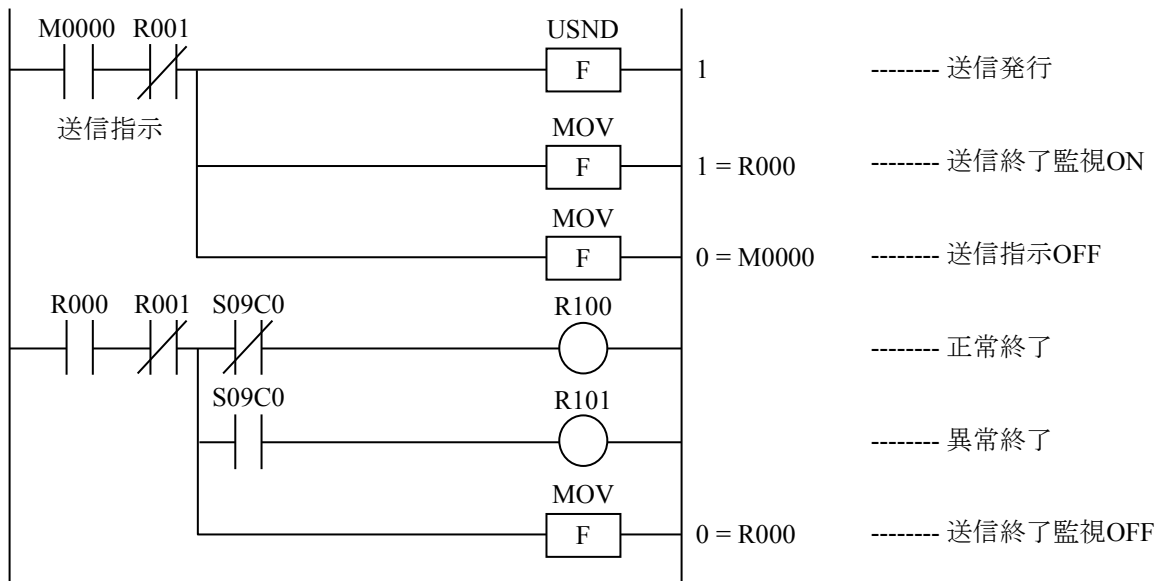 M0000 R001 USND
F 1 -------- 送信発行
送信指示
MOV
F 1 = R000 -------- 送信終了監視ON
MOV
F 0 = M0000 -------- 送信指示OFF
R000 R001 S09C0 R100
-------- 正常終了
S09C0 R101
-------- 異常終了
MOV
F 0 = R000 -------- 送信終了監視OFF